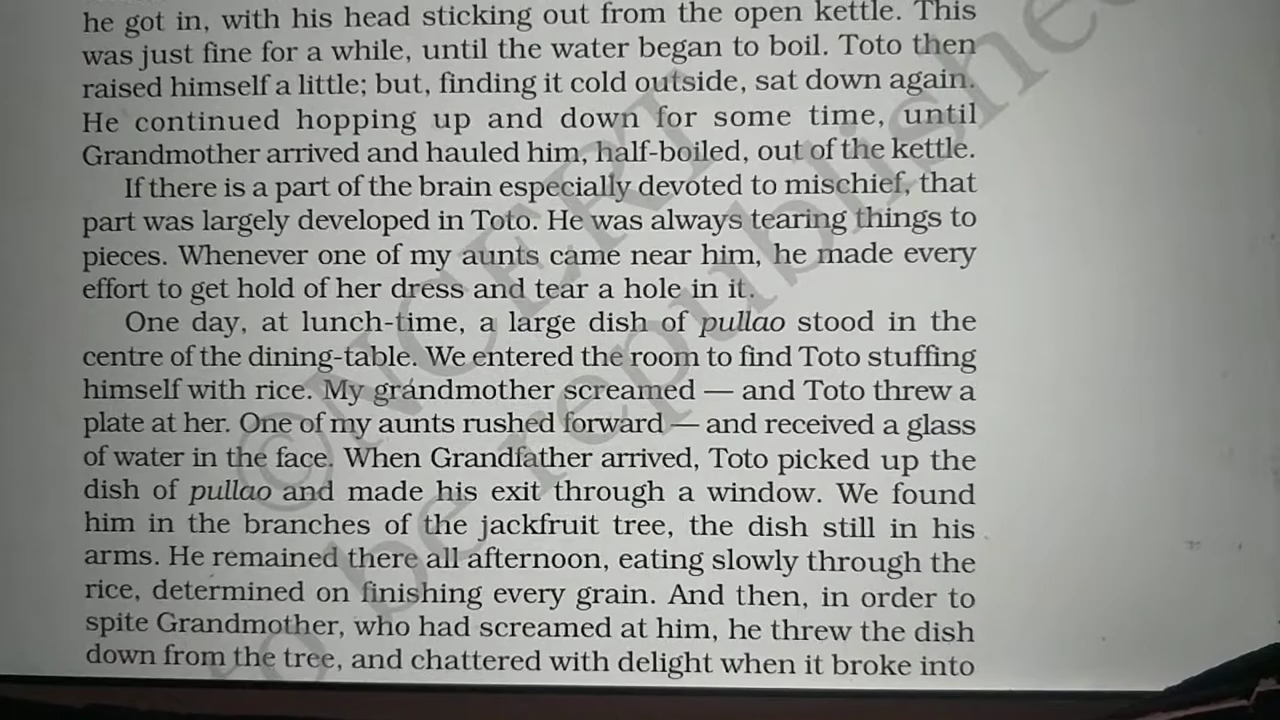 he got in, with his head sticking out from the open kettle. This
was just fine for a while, until the water began to boil. Toto then
raised himself a little; but, finding it cold outside, sat down again.
He continued hopping up and down for some time, until
Grandmother arrived and hauled him, half-boiled, out of the kettle.
If there is a part of the brain especially devoted to mischief, that
part was largely developed in Toto. He was always tearing things to
pieces. Whenever one of my aunts came near him, he made every
effort to get hold of her dress and tear a hole in it.
One day, at lunch-time, a large dish of pullao stood in the
centre of the dining-table. We entered the room to find Toto stuffing
himself with rice. My grandmother screamed — and Toto threw a
plate at her. One of my aunts rushed forward — and received a glass
of water in the face. When Grandfather arrived, Toto picked up the
dish of pullao and made his exit through a window. We found
him in the branches of the jackfruit tree, the dish still in his
arms. He remained there all afternoon, eating slowly through the
rice, determined on finishing every grain. And then, in order to
spite Grandmother, who had screamed at him, he threw the dish
down from the tree, and chattered with delight when it broke into
©NCERT
to be republished